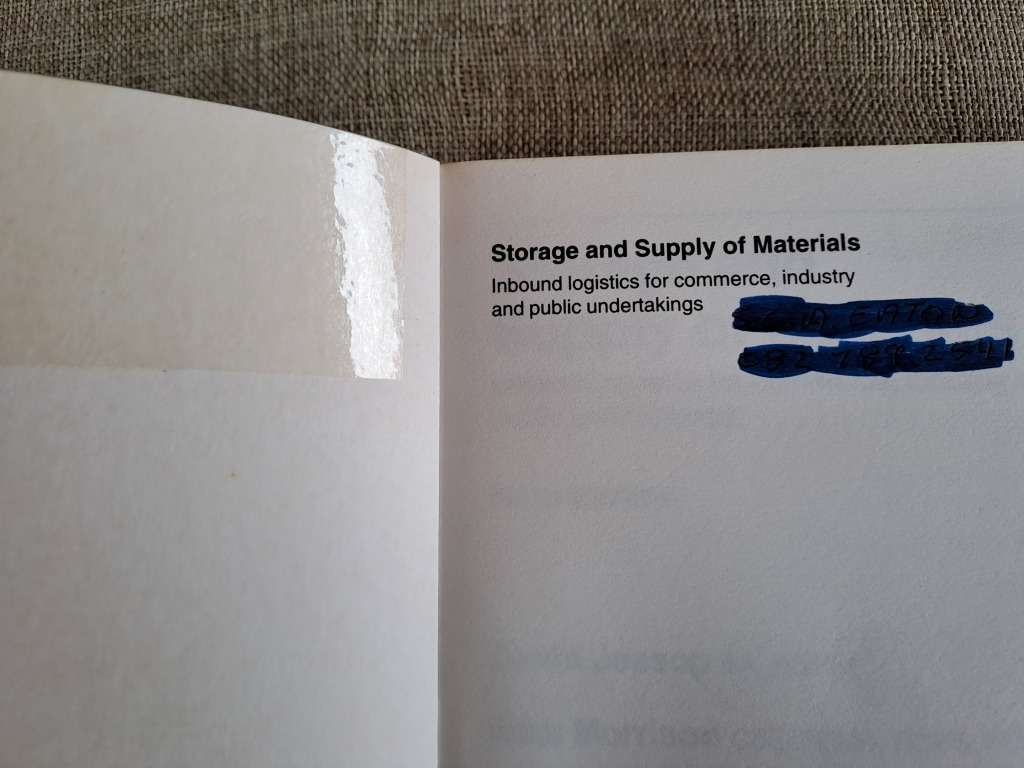 Storage and Supply of Materials
Inbound logistics for commerce, industry
and public undertakings